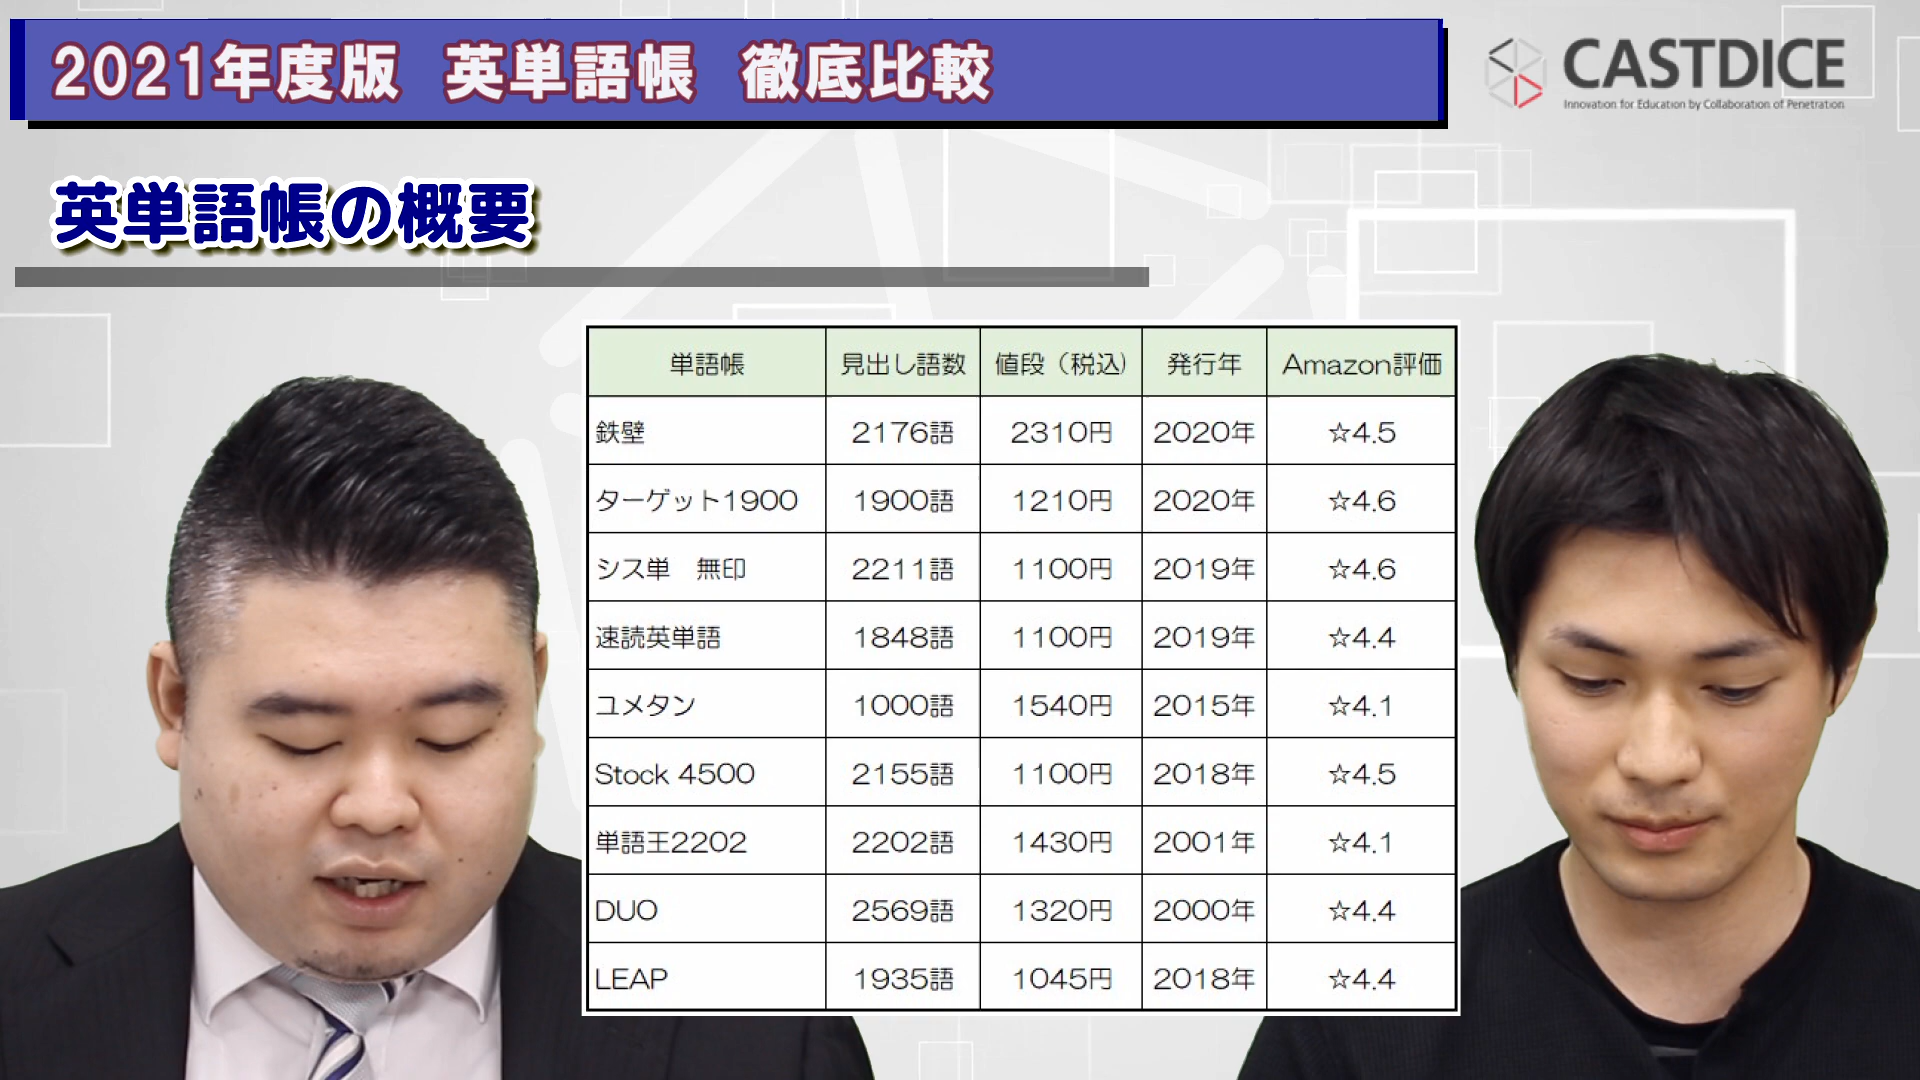 2021年度版 英単語帳 徹底比較
CASTDICE
Innovation for Education by Collaboration of Penetration
英単語帳の概要
単語帳 見出し語数 値段（税込） 発行年 Amazon評価
鉄壁 2176語 2310円 2020年 ☆4.5
ターゲット1900 1900語 1210円 2020年 ☆4.6
シス単 無印 2211語 1100円 2019年 ☆4.6
速読英単語 1848語 1100円 2019年 ☆4.4
ユメタン 1000語 1540円 2015年 ☆4.1
Stock 4500 2155語 1100円 2018年 ☆4.5
単語王2202 2202語 1430円 2001年 ☆4.1
DUO 2569語 1320円 2000年 ☆4.4
LEAP 1935語 1045円 2018年 ☆4.4